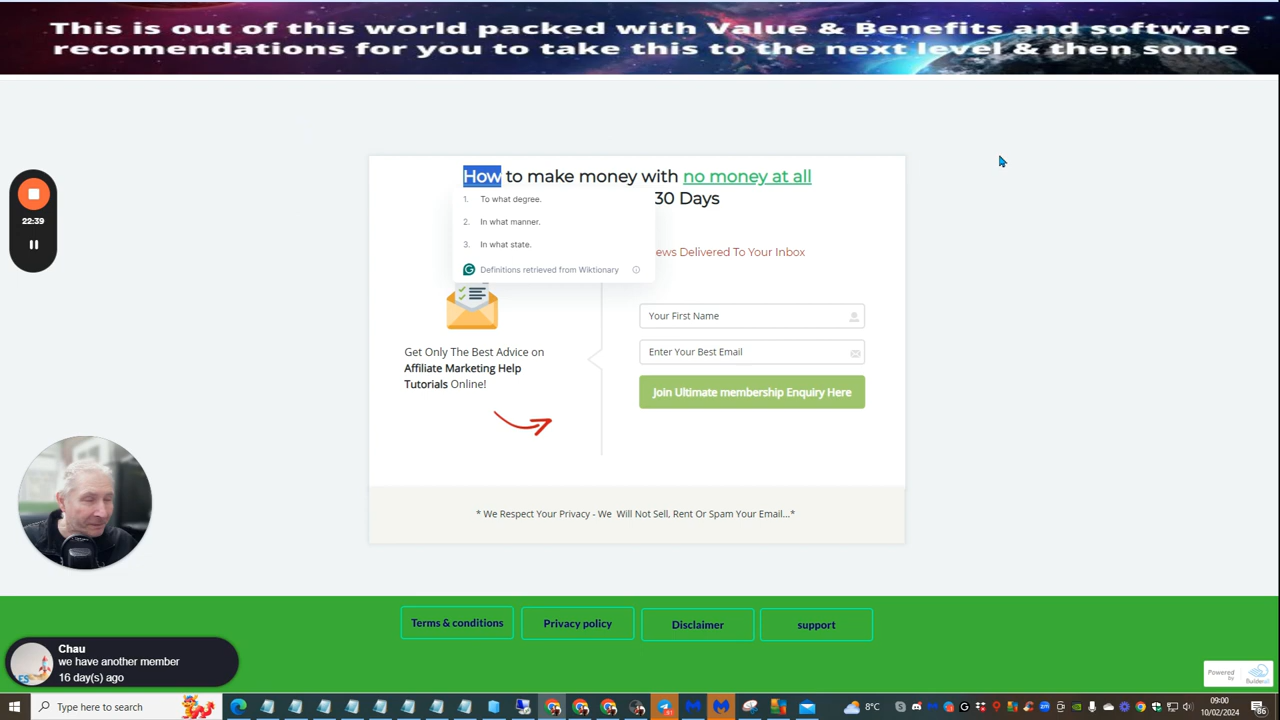 This is out of this world packed with Value & Benefits and software
recomendations for you to take this to the next level & then some
How to make money with no money at all
30 Days
1. To what degree.
2. In what manner.
3. In what state.
Definitions retrieved from Wiktionary
ews Delivered To Your Inbox
Your First Name
Enter Your Best Email
Join Ultimate membership Enquiry Here
Get Only The Best Advice on
Affiliate Marketing Help
Tutorials Online!
* We Respect Your Privacy - We Will Not Sell, Rent Or Spam Your Email...*
22:39
Terms & conditions
Privacy policy
Disclaimer
support
Chau
we have another member
16 day(s) ago
Powered
by
Builderall
Type here to search
8°C
09:00
10/02/2024